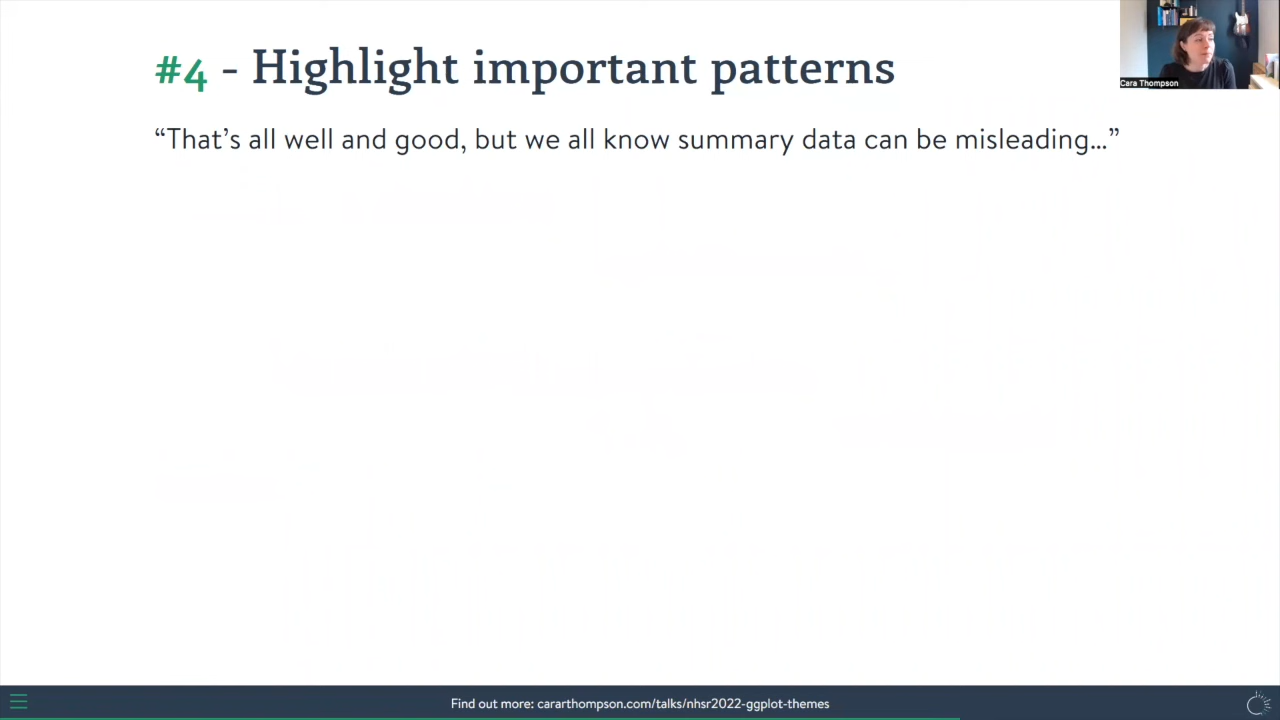 #4 - Highlight important patterns
“That’s all well and good, but we all know summary data can be misleading…”
Cara Thompson
Find out more: cararthompson.com/talks/nhsr2022-ggplot-themes